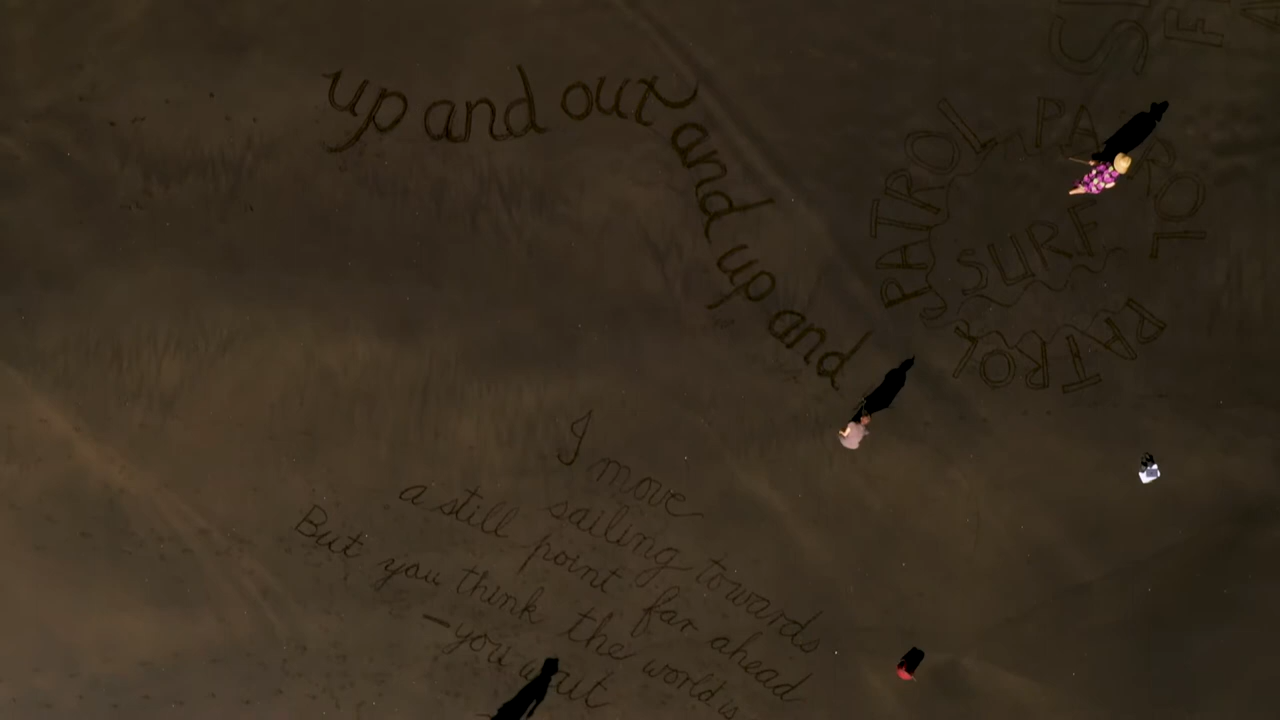 up and out and up and
PATROL PATROL
SURF
PATROL
I move
sailing towards
a still point far ahead
But you think the world is
—you wait